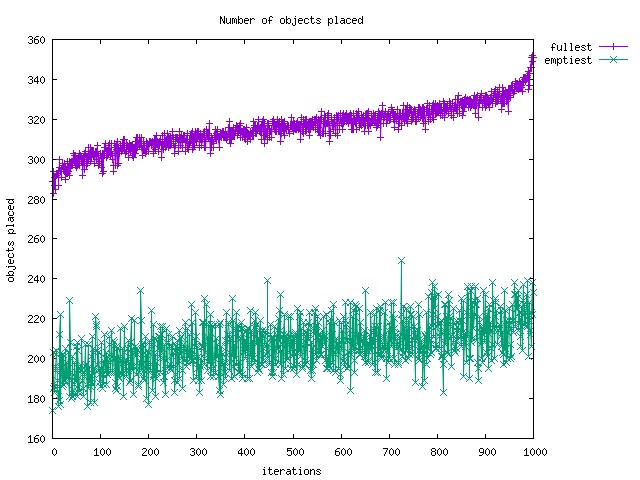 Number of objects placed
fullest
emptiest
360
340
320
300
280
260
240
220
200
180
160
objects placed
0 100 200 300 400 500 600 700 800 900 1000
iterations